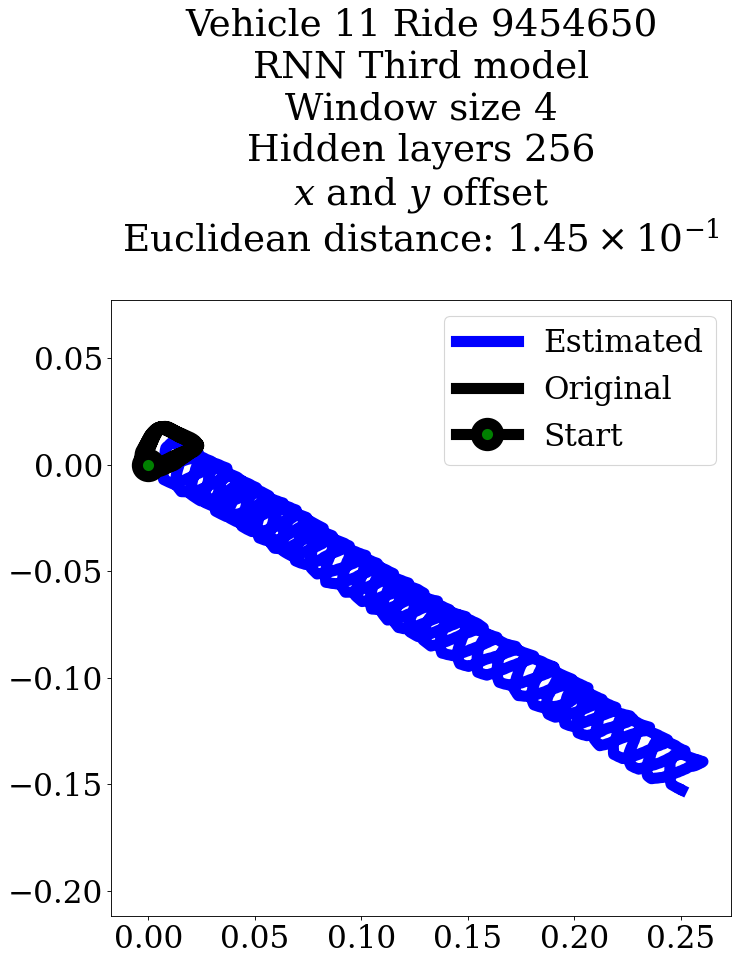 Vehicle 11 Ride 9454650
RNN Third model
Window size 4
Hidden layers 256
x and y offset
Euclidean distance: 1.45 × 10⁻¹
Estimated
Original
Start
0.05
0.00
−0.05
−0.10
−0.15
−0.20
0.00 0.05 0.10 0.15 0.20 0.25